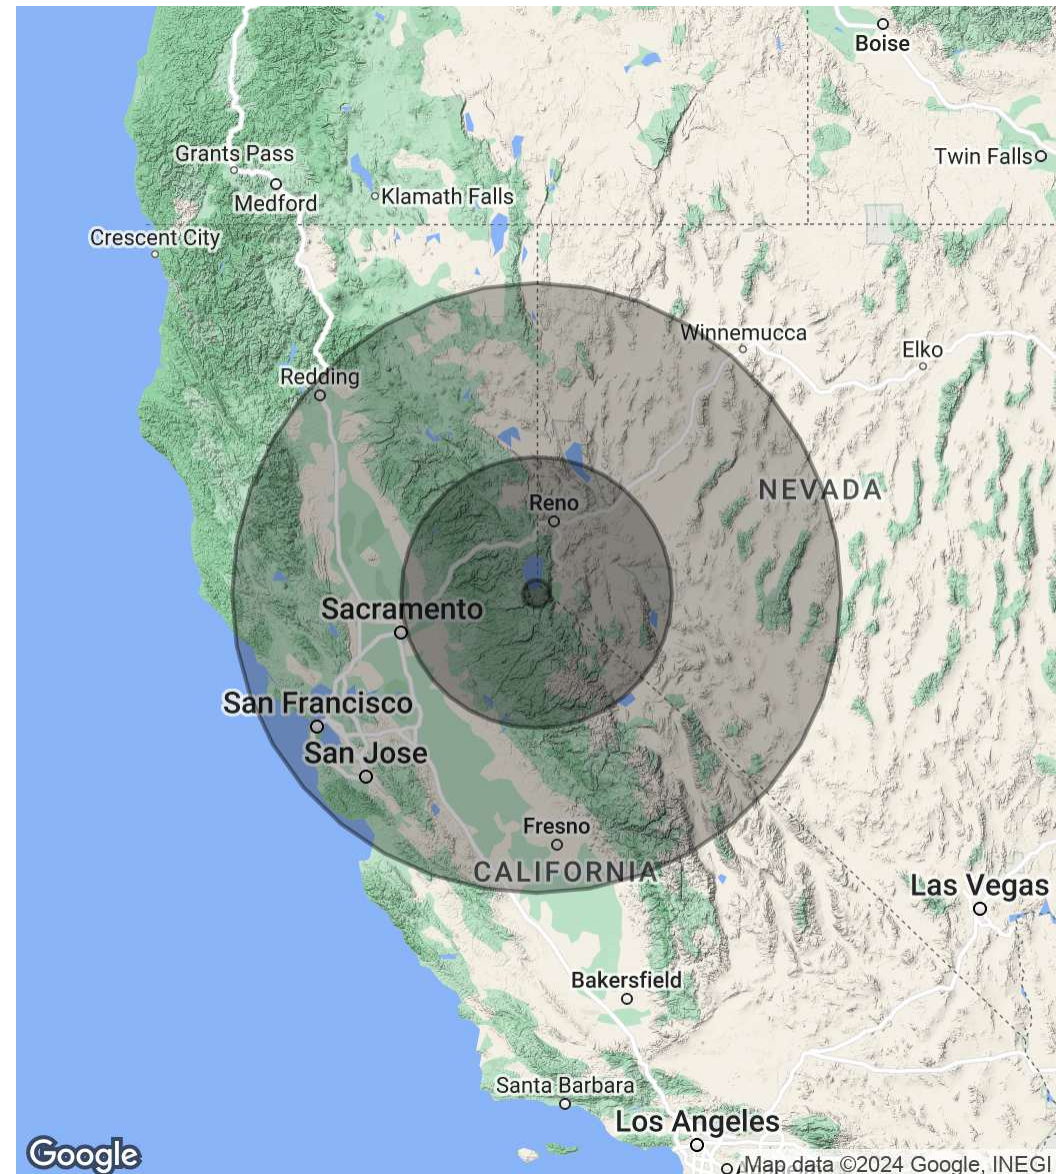 Boise
Grants Pass
Twin Falls
Medford
Klamath Falls
Crescent City
Winnemucca
Elko
Redding
NEVADA
Reno
Sacramento
San Francisco
San Jose
Fresno
CALIFORNIA
Las Vegas
Bakersfield
Santa Barbara
Los Angeles
Google
Map data ©2024 Google, INEGI